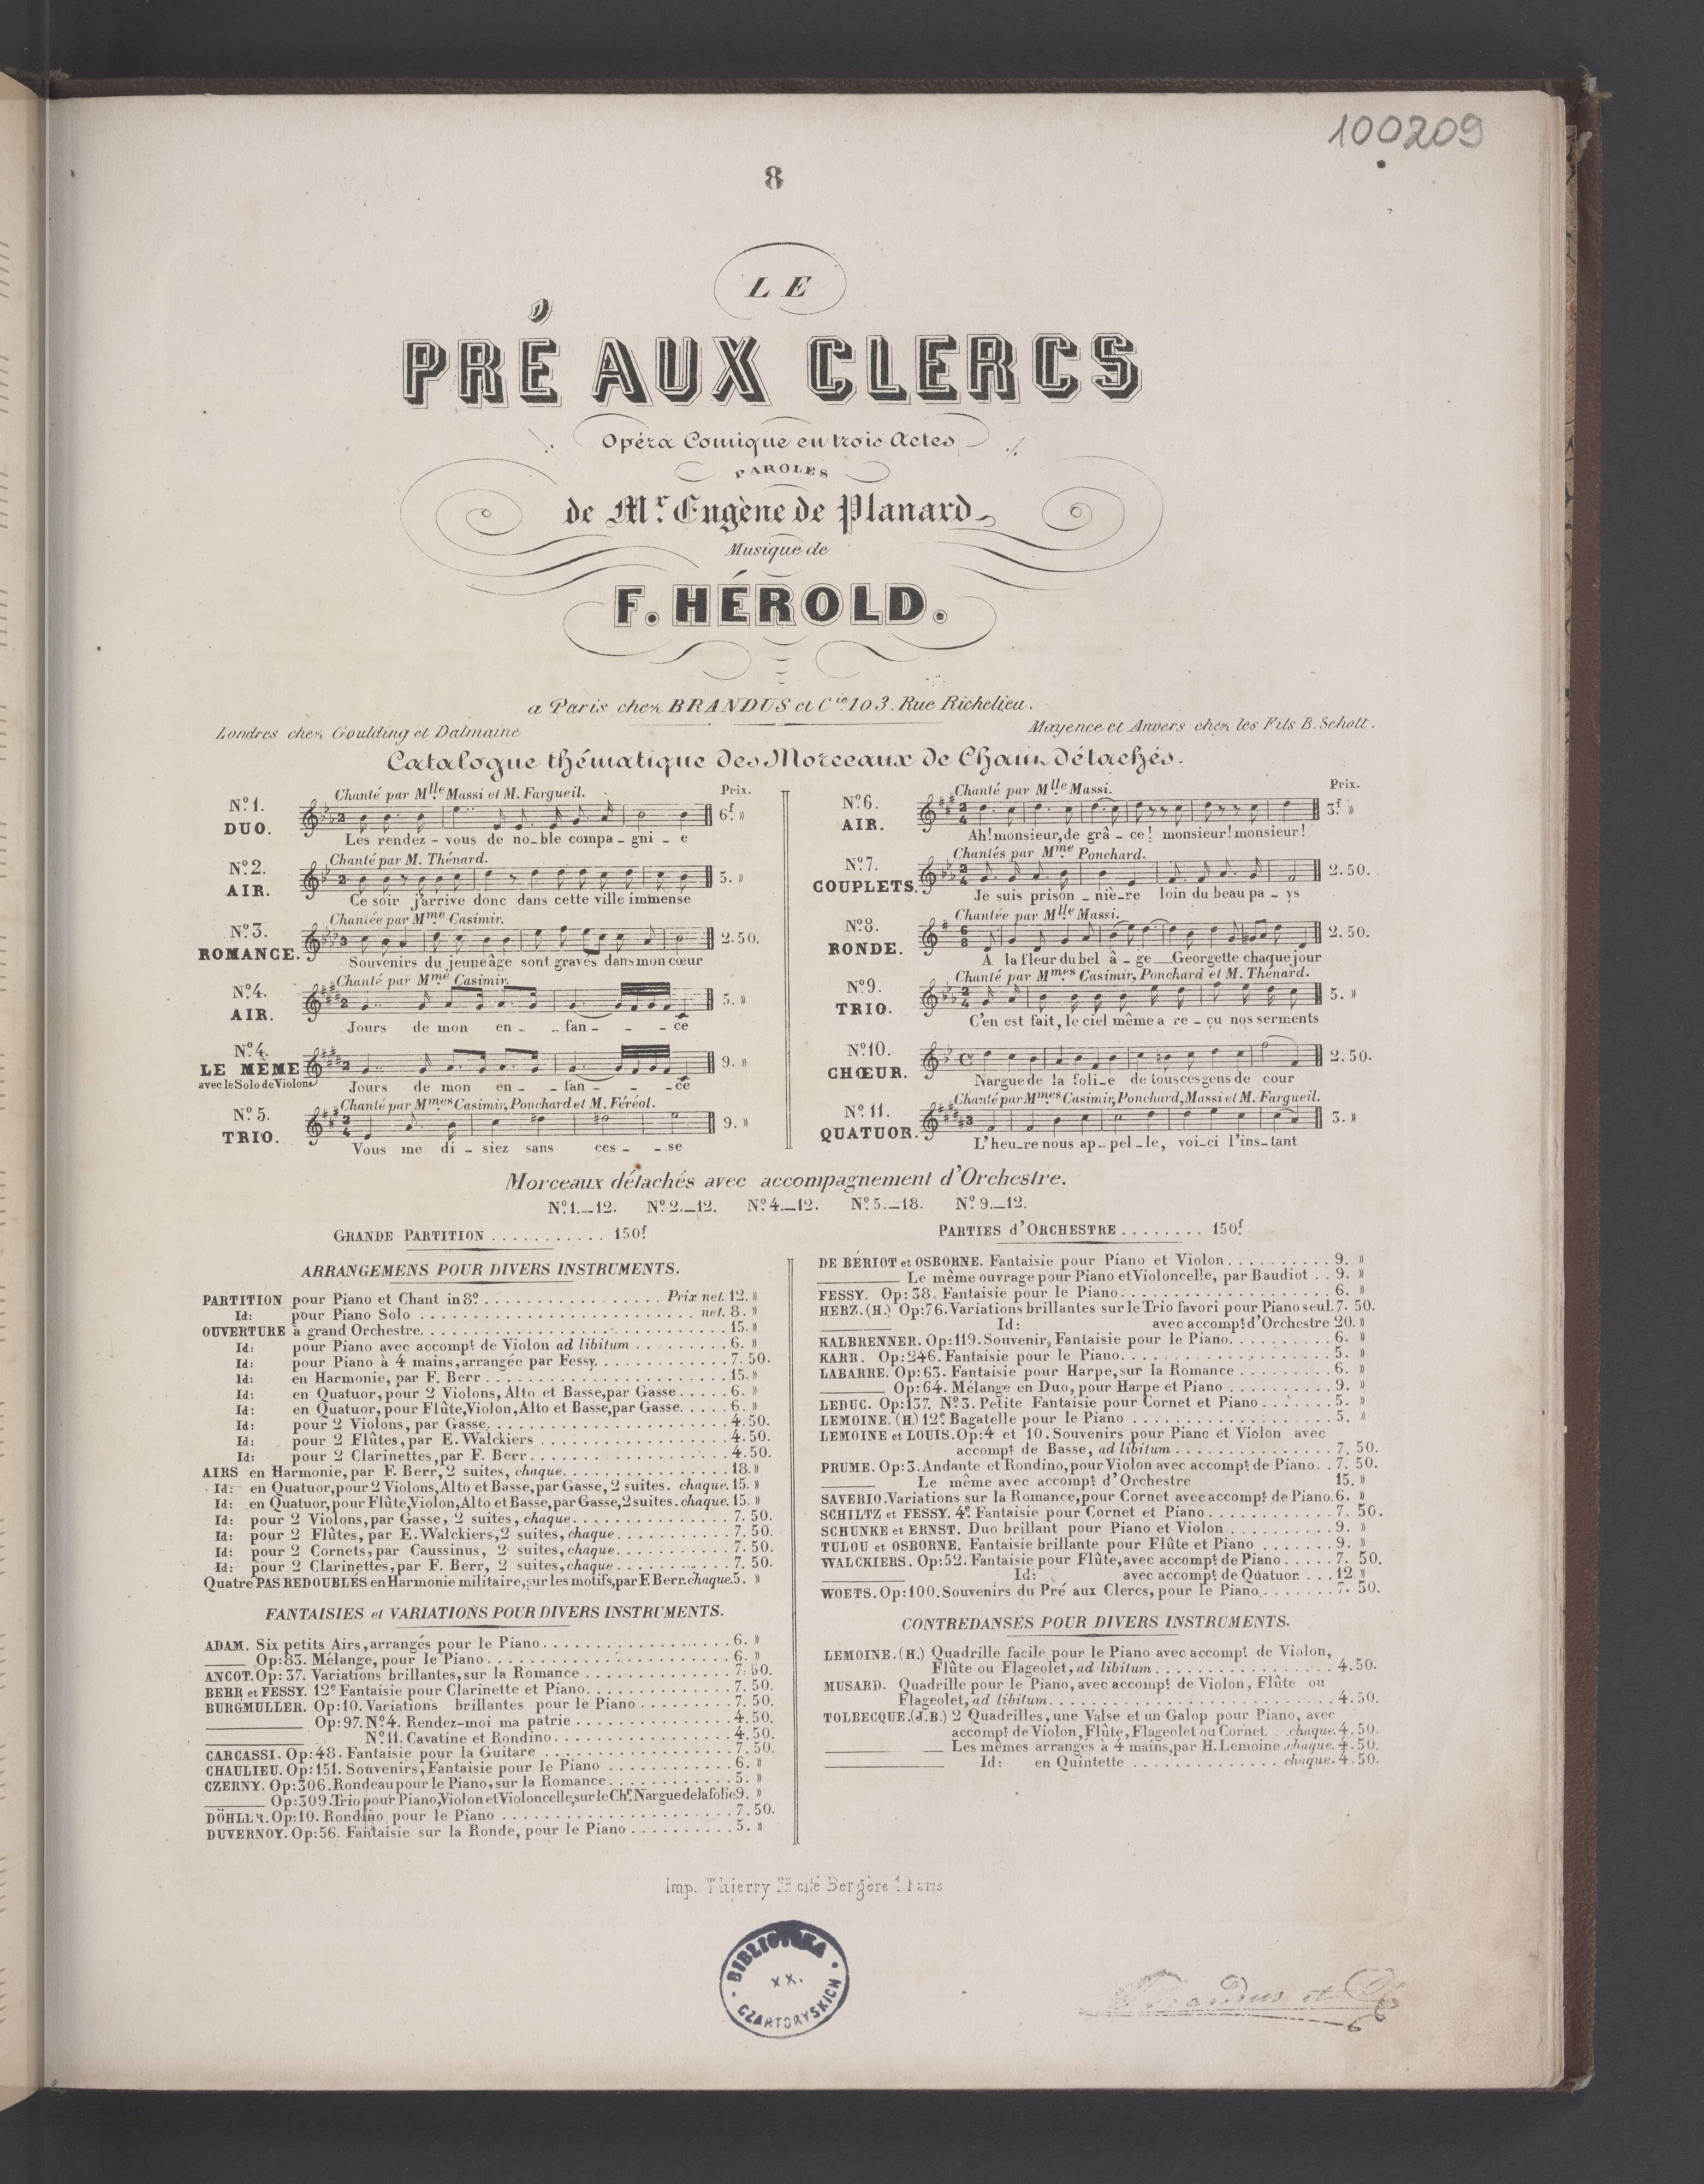 100209
8
LE
PRÉ AUX CLERCS
Opéra Comique en trois Actes
PAROLES
de Mr. Eugène de Planard
Musique de
F. HÉROLD.
a Paris chez BRANDUS et Cie. 103. Rue Richelieu.
Londres chez Goulding et Dalmaine
Mayence et Anvers chez les Fils B. Schott.
Catalogue thématique des Morceaux de Chant détachés.
Prix.
Nº 1. Chanté par Mlle Massi et M. Fargueil.
DUO. 6f. »
Les rendez - vous de no - ble compa - gni - e
Nº 2. Chanté par M. Thénard.
AIR. 5. »
Ce soir j'arrive donc dans cette ville immense
Nº 3. Chantée par Mme Casimir.
ROMANCE. 2.50.
Souvenirs du jeune âge sont gravés dans mon cœur
Nº 4. Chanté par Mme Casimir.
AIR. 5. »
Jours de mon en - - fan - - - ce
Nº 4.
LE MÊME 9. »
avec le Solo de Violon
Jours de mon en - - fan - - - ce
Nº 5. Chanté par Mmes Casimir, Ponchard et M. Féréol.
TRIO. 9. »
Vous me di - siez sans ces - - se
Prix.
Nº 6. Chanté par Mlle Massi.
AIR. 3f. »
Ah! monsieur, de grâ - ce! monsieur! monsieur!
Nº 7. Chantés par Mme Ponchard.
COUPLETS. 2.50.
Je suis prison - niè - re loin du beau pa - ys
Nº 8. Chantée par Mlle Massi.
RONDE. 2.50.
A la fleur du bel â - ge Georgette chaque jour
Nº 9. Chanté par Mmes Casimir, Ponchard et M. Thénard.
TRIO. 5. »
C'en est fait, le ciel même a re - çu nos serments
Nº 10.
CHŒUR. 2.50.
Nargue de la foli - e de tous ces gens de cour
Nº 11. Chanté par Mmes Casimir, Ponchard, Massi et M. Fargueil.
QUATUOR. 3. »
L'heu - re nous ap - pel - le, voi - ci l'ins - tant
Morceaux détachés avec accompagnement d'Orchestre.
Nº 1. _ 12. Nº 2. _ 12. Nº 4. _ 12. Nº 5. _ 18. Nº 9. _ 12.
GRANDE PARTITION ........... 150f.
PARTIES d'ORCHESTRE ........ 150f.
ARRANGEMENS POUR DIVERS INSTRUMENTS.
PARTITION pour Piano et Chant in 8º ................. Prix net. 12. »
Id: pour Piano Solo ........................... net. 8. »
OUVERTURE à grand Orchestre. ............................ 15. »
Id: pour Piano avec accompt. de Violon ad libitum ......... 6. »
Id: pour Piano à 4 mains, arrangée par Fessy. ............ 7. 50.
Id: en Harmonie, par F. Berr ........................ 15. »
Id: en Quatuor, pour 2 Violons, Alto et Basse, par Gasse ..... 6. »
Id: en Quatuor, pour Flûte, Violon, Alto et Basse, par Gasse. .... 6. »
Id: pour 2 Violons, par Gasse. ....................... 4. 50.
Id: pour 2 Flûtes, par E. Walckiers ................... 4. 50.
Id: pour 2 Clarinettes, par F. Berr .................... 4. 50.
AIRS en Harmonie, par F. Berr, 2 suites, chaque. .............. 18. »
Id: en Quatuor, pour 2 Violons, Alto et Basse, par Gasse, 2 suites. chaque. 15. »
Id: en Quatuor, pour Flûte, Violon, Alto et Basse, par Gasse, 2 suites. chaque. 15. »
Id: pour 2 Violons, par Gasse, 2 suites, chaque. .............. 7. 50.
Id: pour 2 Flûtes, par E. Walckiers, 2 suites, chaque ........... 7. 50.
Id: pour 2 Cornets, par Caussinus, 2 suites, chaque ........... 7. 50.
Id: pour 2 Clarinettes, par F. Berr, 2 suites, chaque ........... 7. 50.
Quatre PAS REDOUBLÉS en Harmonie militaire, sur les motifs, par F. Berr. chaque. 5. »
FANTAISIES et VARIATIONS POUR DIVERS INSTRUMENTS.
ADAM. Six petits Airs, arrangés pour le Piano ................... 6. »
____ Op: 83. Mélange, pour le Piano ........................ 6. »
ANCOT. Op: 37. Variations brillantes, sur la Romance .............. 7. 50.
BERR et FESSY. 12e Fantaisie pour Clarinette et Piano. .............. 7. 50.
BURGMULLER. Op: 10. Variations brillantes pour le Piano ......... 7. 50.
____ Op: 97. Nº 4. Rendez-moi ma patrie ................ 4. 50.
____ Nº 11. Cavatine et Rondino .................. 4. 50.
CARCASSI. Op: 48. Fantaisie pour la Guitare ................... 7. 50.
CHAULIEU. Op: 151. Souvenirs, Fantaisie pour le Piano ............ 6. »
CZERNY. Op: 306. Rondeau pour le Piano, sur la Romance ............ 5. »
____ Op: 309. Trio pour Piano, Violon et Violoncelle, sur le Chr. Nargue de la folie 9. »
DÖHLER. Op: 10. Rondino pour le Piano ....................... 7. 50.
DUVERNOY. Op: 56. Fantaisie sur la Ronde, pour le Piano .......... 5. »
DE BÉRIOT et OSBORNE. Fantaisie pour Piano et Violon .......... 9. »
____ Le même ouvrage pour Piano et Violoncelle, par Baudiot .. 9. »
FESSY. Op: 38. Fantaisie pour le Piano ..................... 6. »
HERZ. (H.) Op: 76. Variations brillantes sur le Trio favori pour Piano seul. 7. 50.
____ Id: avec accompt. d'Orchestre 20. »
KALBRENNER. Op: 119. Souvenir, Fantaisie pour le Piano. ......... 6. »
KARR. Op: 246. Fantaisie pour le Piano. .................... 5. »
LABARRE. Op: 63. Fantaisie pour Harpe, sur la Romance ......... 6. »
____ Op: 64. Mélange en Duo, pour Harpe et Piano .......... 9. »
LEDUC. Op: 137. Nº 3. Petite Fantaisie pour Cornet et Piano ....... 5. »
LEMOINE. (H.) 12e Bagatelle pour le Piano ................... 5. »
LEMOINE et LOUIS. Op: 4 et 10. Souvenirs pour Piano et Violon avec
accompt. de Basse, ad libitum ............... 7. 50.
PRUME. Op: 3. Andante et Rondino, pour Violon avec accompt. de Piano .. 7. 50.
____ Le même avec accompt. d'Orchestre 15. »
SAVERIO. Variations sur la Romance, pour Cornet avec accompt. de Piano. 6. »
SCHILTZ et FESSY. 4e. Fantaisie pour Cornet et Piano ............ 7. 50.
SCHUNKE et ERNST. Duo brillant pour Piano et Violon .......... 9. »
TULOU et OSBORNE. Fantaisie brillante pour Flûte et Piano ....... 9. »
WALCKIERS. Op: 52. Fantaisie pour Flûte, avec accompt. de Piano ..... 7. 50.
____ Id: avec accompt. de Quatuor. ... 12. »
WOETS. Op: 100. Souvenirs du Pré aux Clercs, pour le Piano ....... 7. 50.
CONTREDANSES POUR DIVERS INSTRUMENTS.
LEMOINE. (H.) Quadrille facile pour le Piano avec accompt. de Violon,
Flûte ou Flageolet, ad libitum ................. 4. 50.
MUSARD. Quadrille pour le Piano, avec accompt. de Violon, Flûte ou
Flageolet, ad libitum ............................ 4. 50.
TOLBECQUE. (J.B.) 2 Quadrilles, une Valse et un Galop pour Piano, avec
accompt. de Violon, Flûte, Flageolet ou Cornet .. chaque. 4. 50.
____ Les mêmes arrangés à 4 mains, par H. Lemoine. chaque. 4. 50.
____ Id: en Quintette .............. chaque. 4. 50.
Imp. Thierry Frs cité Bergère 1 Paris
BIBLIOTEKA
XX.
CZARTORYSKICH
Brandus et Cie